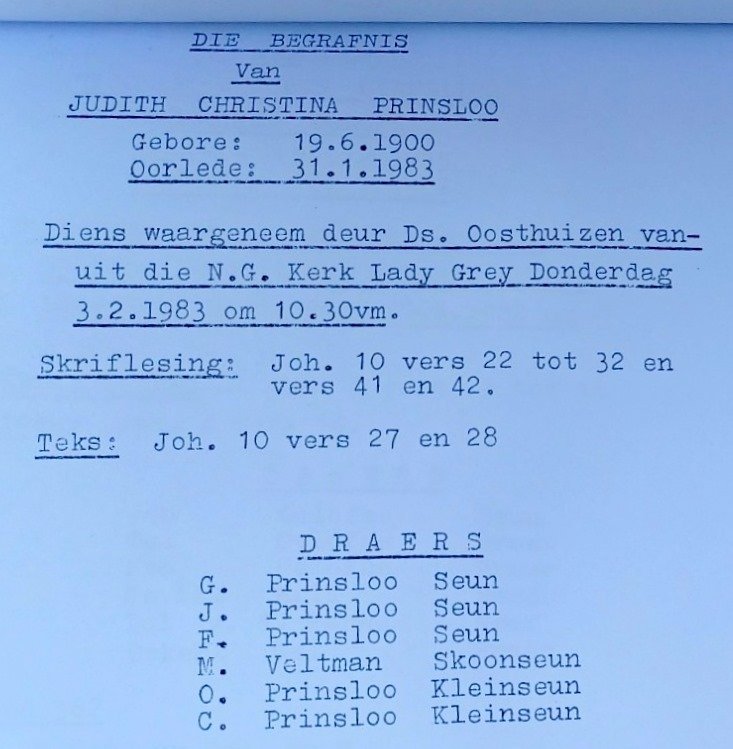 DIE BEGRAFNIS
Van
JUDITH CHRISTINA PRINSLOO
Gebore: 19.6.1900
Oorlede: 31.1.1983
Diens waargeneem deur Ds. Oosthuizen van-
uit die N.G. Kerk Lady Grey Donderdag
3.2.1983 om 10.30vm.
Skriflesing: Joh. 10 vers 22 tot 32 en
vers 41 en 42.
Teks: Joh. 10 vers 27 en 28
D R A E R S
G. Prinsloo Seun
J. Prinsloo Seun
F. Prinsloo Seun
M. Veltman Skoonseun
O. Prinsloo Kleinseun
C. Prinsloo Kleinseun